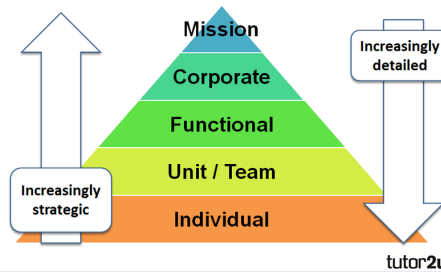 Mission
Corporate
Functional
Unit / Team
Individual
Increasingly
strategic
Increasingly
detailed
tutor2u